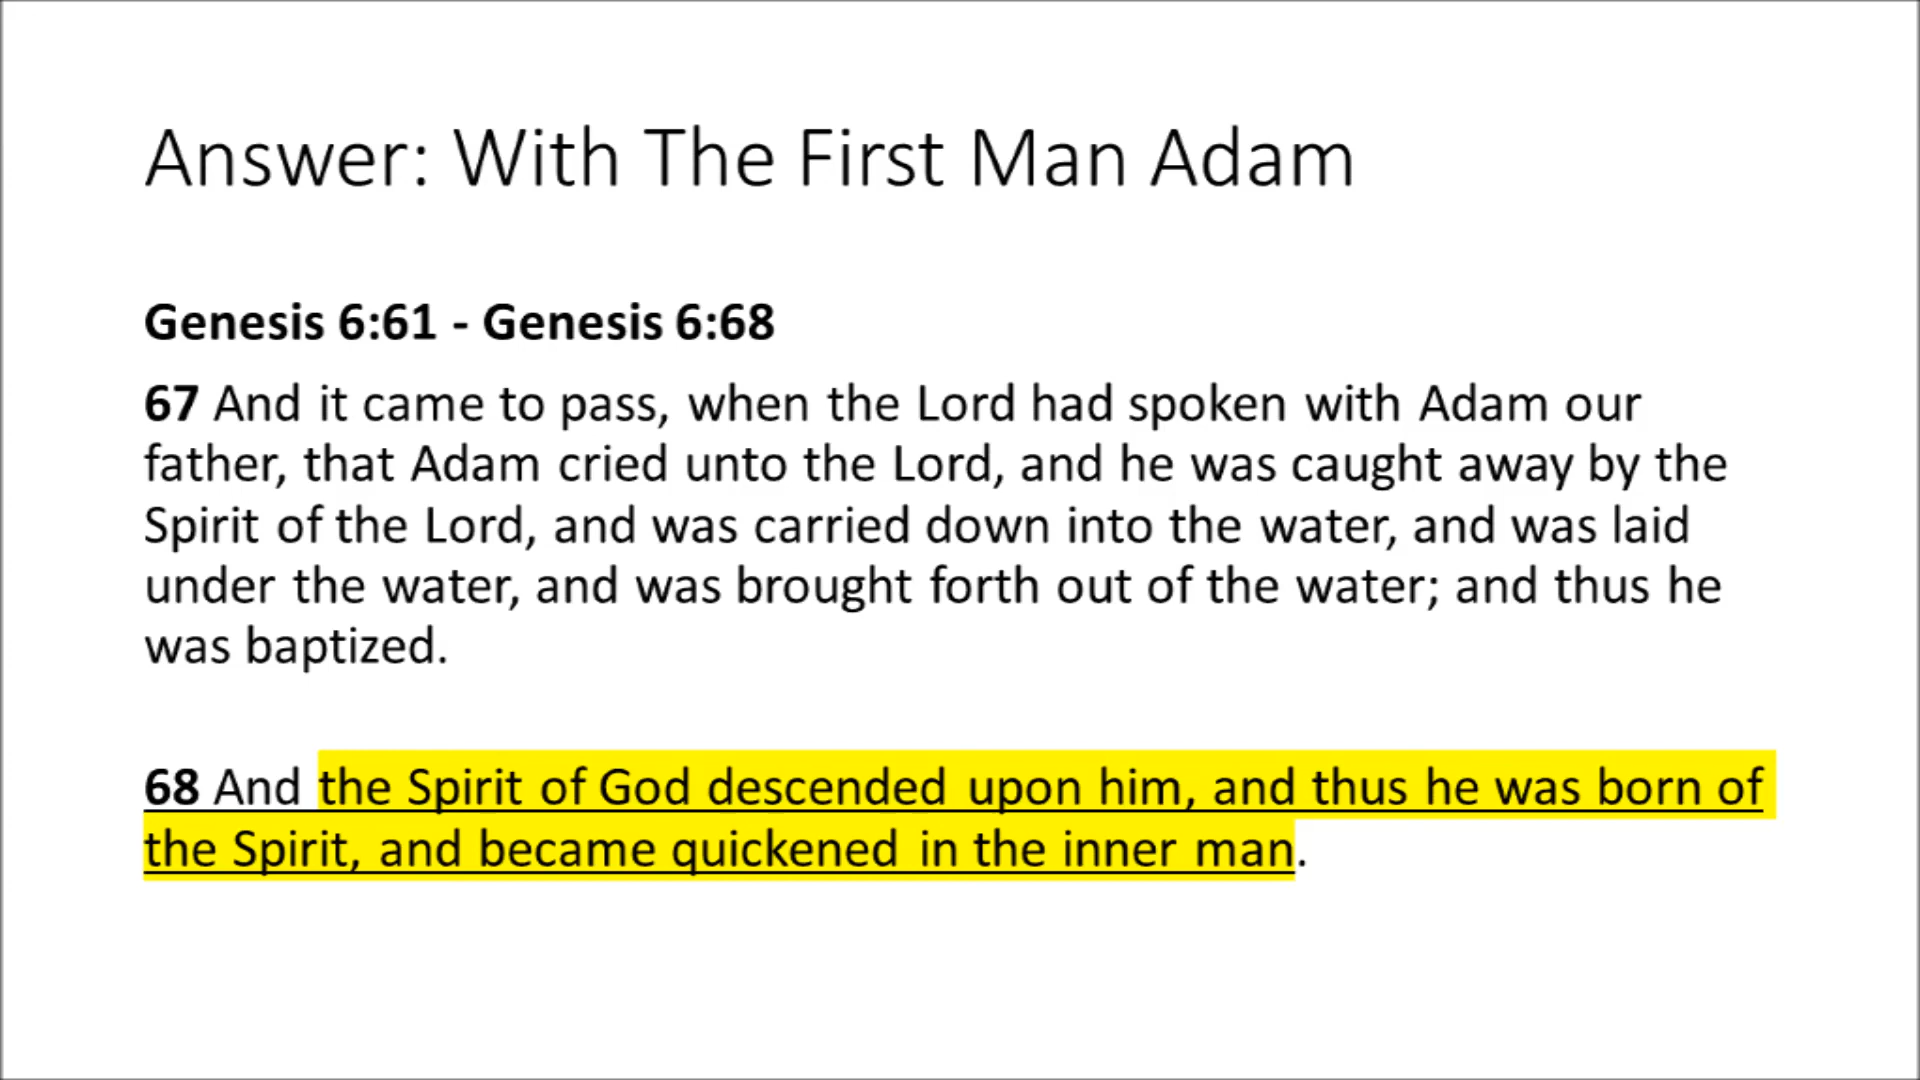 Answer: With The First Man Adam
Genesis 6:61 - Genesis 6:68
67 And it came to pass, when the Lord had spoken with Adam our
father, that Adam cried unto the Lord, and he was caught away by the
Spirit of the Lord, and was carried down into the water, and was laid
under the water, and was brought forth out of the water; and thus he
was baptized.
68 And the Spirit of God descended upon him, and thus he was born of
the Spirit, and became quickened in the inner man.